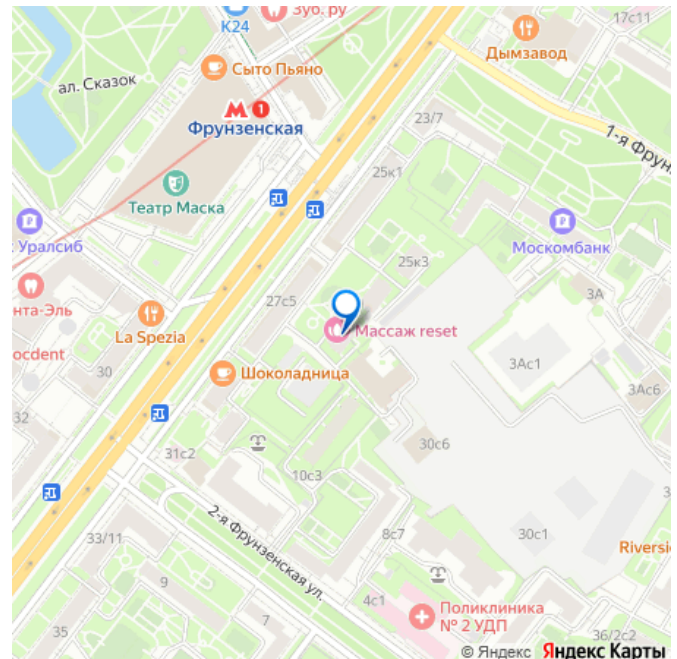 17с11
Зуб.ру
К24
Дымзавод
Сыто Пьяно
ал. Сказок
М 1
Фрунзенская
23/7
1-я Фрун
25к1
Театр Маска
Уралсиб
Москомбанк
25к3
нта-Эль
27с5
3А
La Spezia
Массаж reset
ocdent
30
Шоколадница
3Ас1
3Ас6
32
30с6
31с2
10с3
3
2-я Фрунзенская ул.
33/11
8с7
30с1
Riversi
9
4с1
7
Поликлиника
№ 2 УДП
35
36/2с2
© Яндекс Яндекс Карты